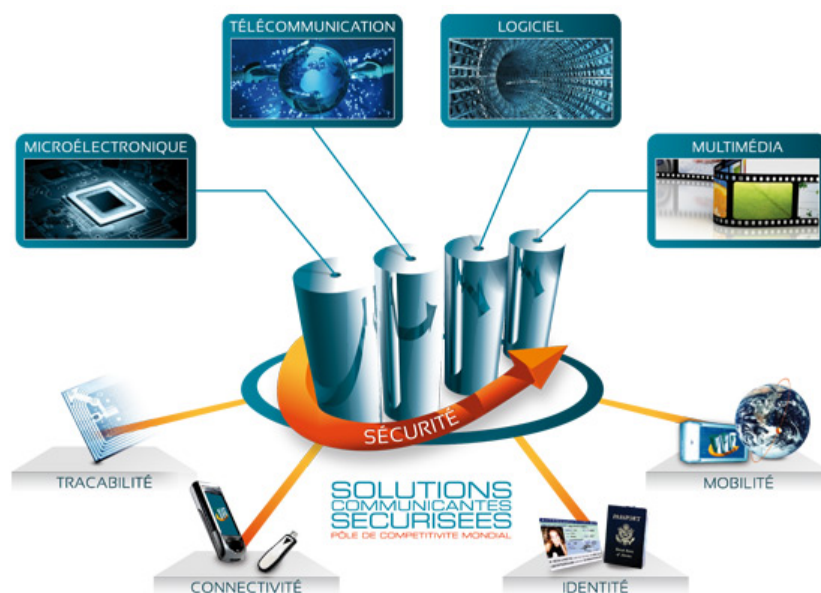 TÉLÉCOMMUNICATION
LOGICIEL
MICROÉLECTRONIQUE
MULTIMÉDIA
SÉCURITÉ
TRACABILITÉ
MOBILITÉ
SOLUTIONS
COMMUNICANTES
SECURISEES
PÔLE DE COMPETITIVITE MONDIAL
PASSPORT
CONNECTIVITÉ
IDENTITÉ